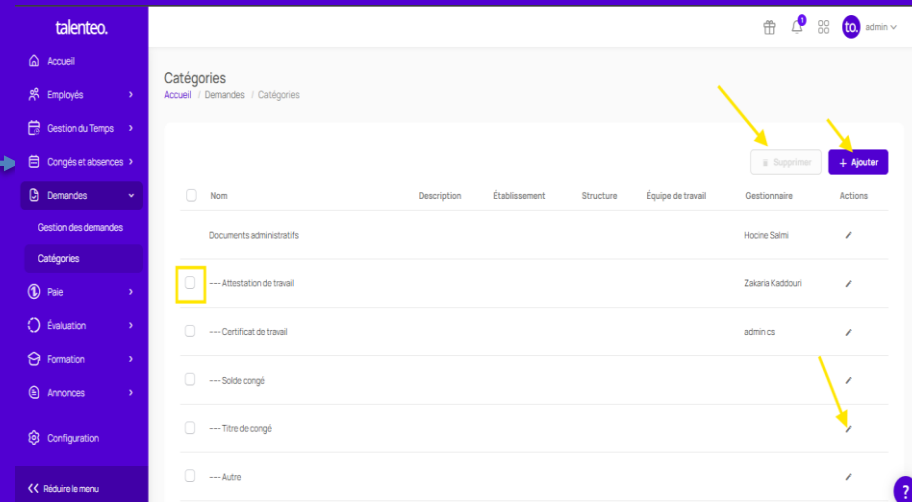 talenteo.
1
to.
admin
Accueil
Employés
Gestion du Temps
Congés et absences
Demandes
Gestion des demandes
Catégories
Paie
Évaluation
Formation
Annonces
Configuration
Réduire le menu
Catégories
Accueil / Demandes / Catégories
Supprimer
+ Ajouter
Nom Description Établissement Structure Équipe de travail Gestionnaire Actions
Documents administratifs Hocine Salmi
--- Attestation de travail Zakaria Kaddouri
--- Certificat de travail admin cs
--- Solde congé
--- Titre de congé
--- Autre
?